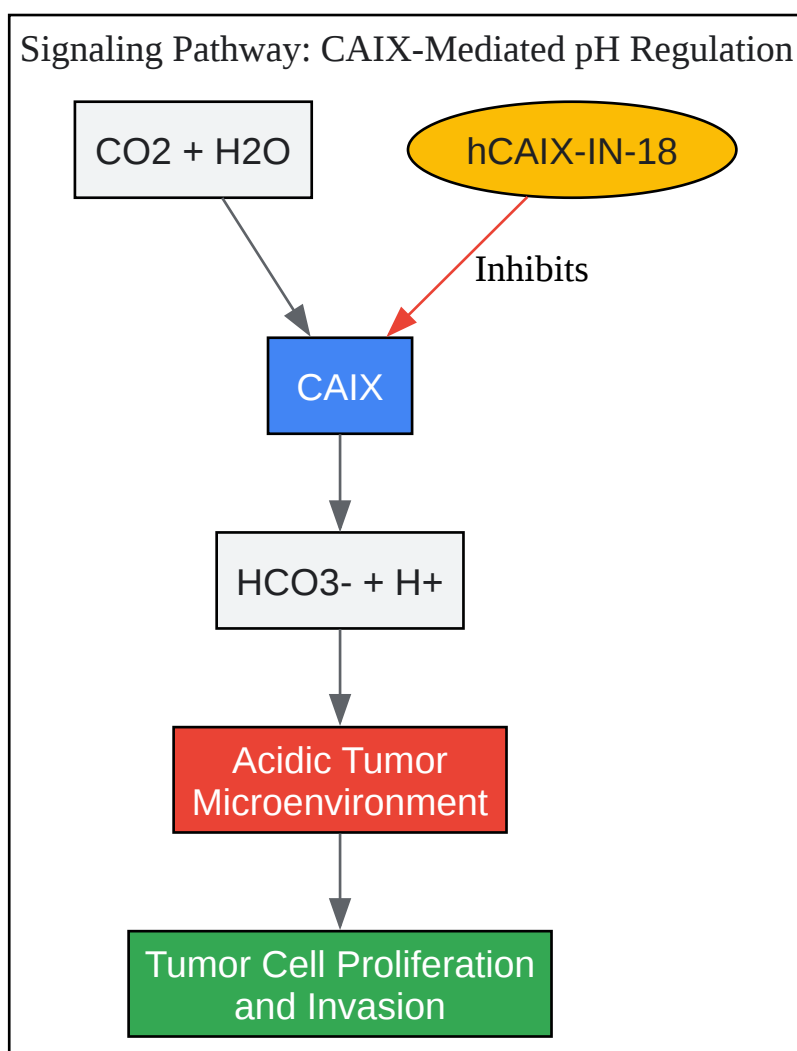 Signaling Pathway: CAIX-Mediated pH Regulation
CO2 + H2O
hCAIX-IN-18
Inhibits
CAIX
HCO3- + H+
Acidic Tumor
Microenvironment
Tumor Cell Proliferation
and Invasion